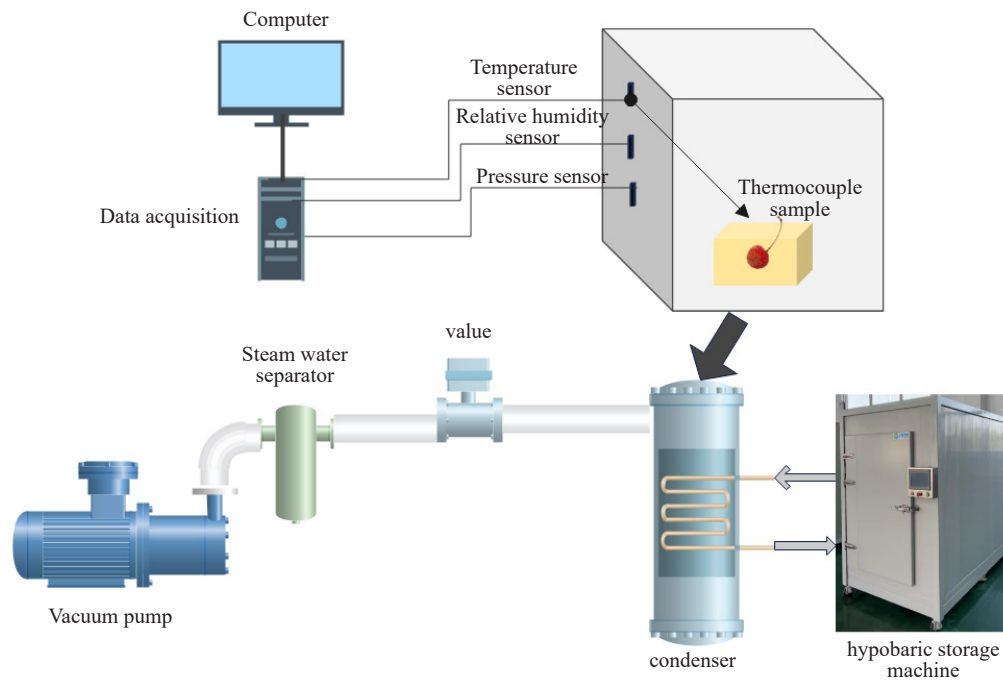 Computer
Temperature
sensor
Relative humidity
sensor
Pressure sensor
Data acquisition
Thermocouple
sample
value
Steam water
separator
Vacuum pump
condenser
hypobaric storage
machine